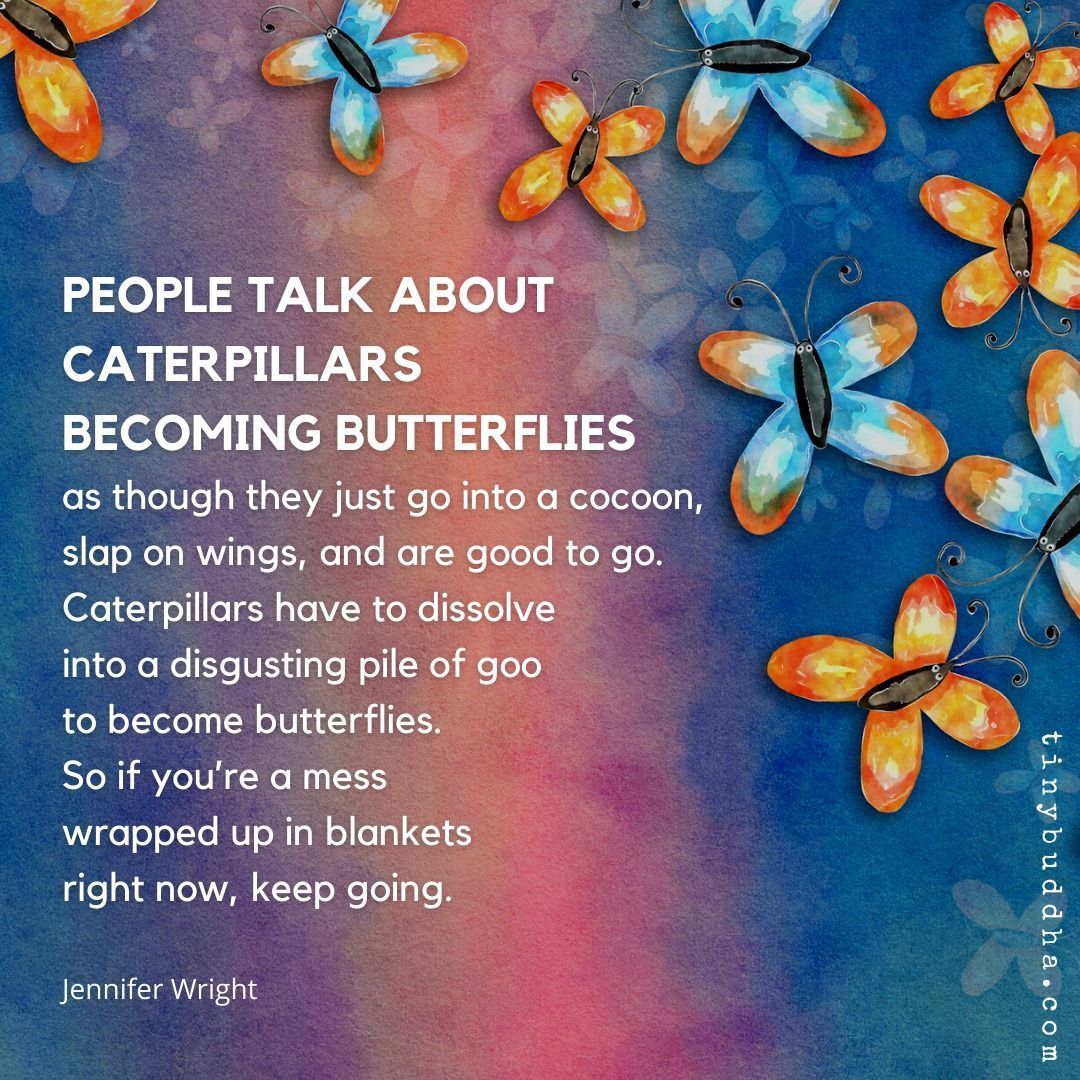 PEOPLE TALK ABOUT
CATERPILLARS
BECOMING BUTTERFLIES
as though they just go into a cocoon,
slap on wings, and are good to go.
Caterpillars have to dissolve
into a disgusting pile of goo
to become butterflies.
So if you’re a mess
wrapped up in blankets
right now, keep going.
Jennifer Wright
tinybuddha.com